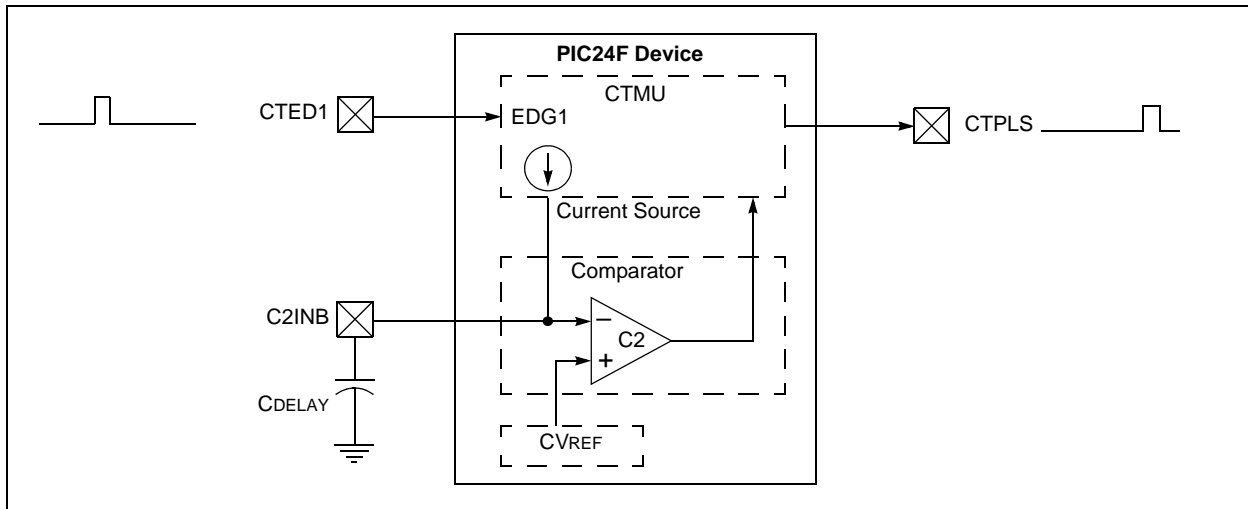 PIC24F Device
CTMU
CTED1
EDG1
CTPLS
Current Source
Comparator
C2INB
C2
CDELAY
CVREF